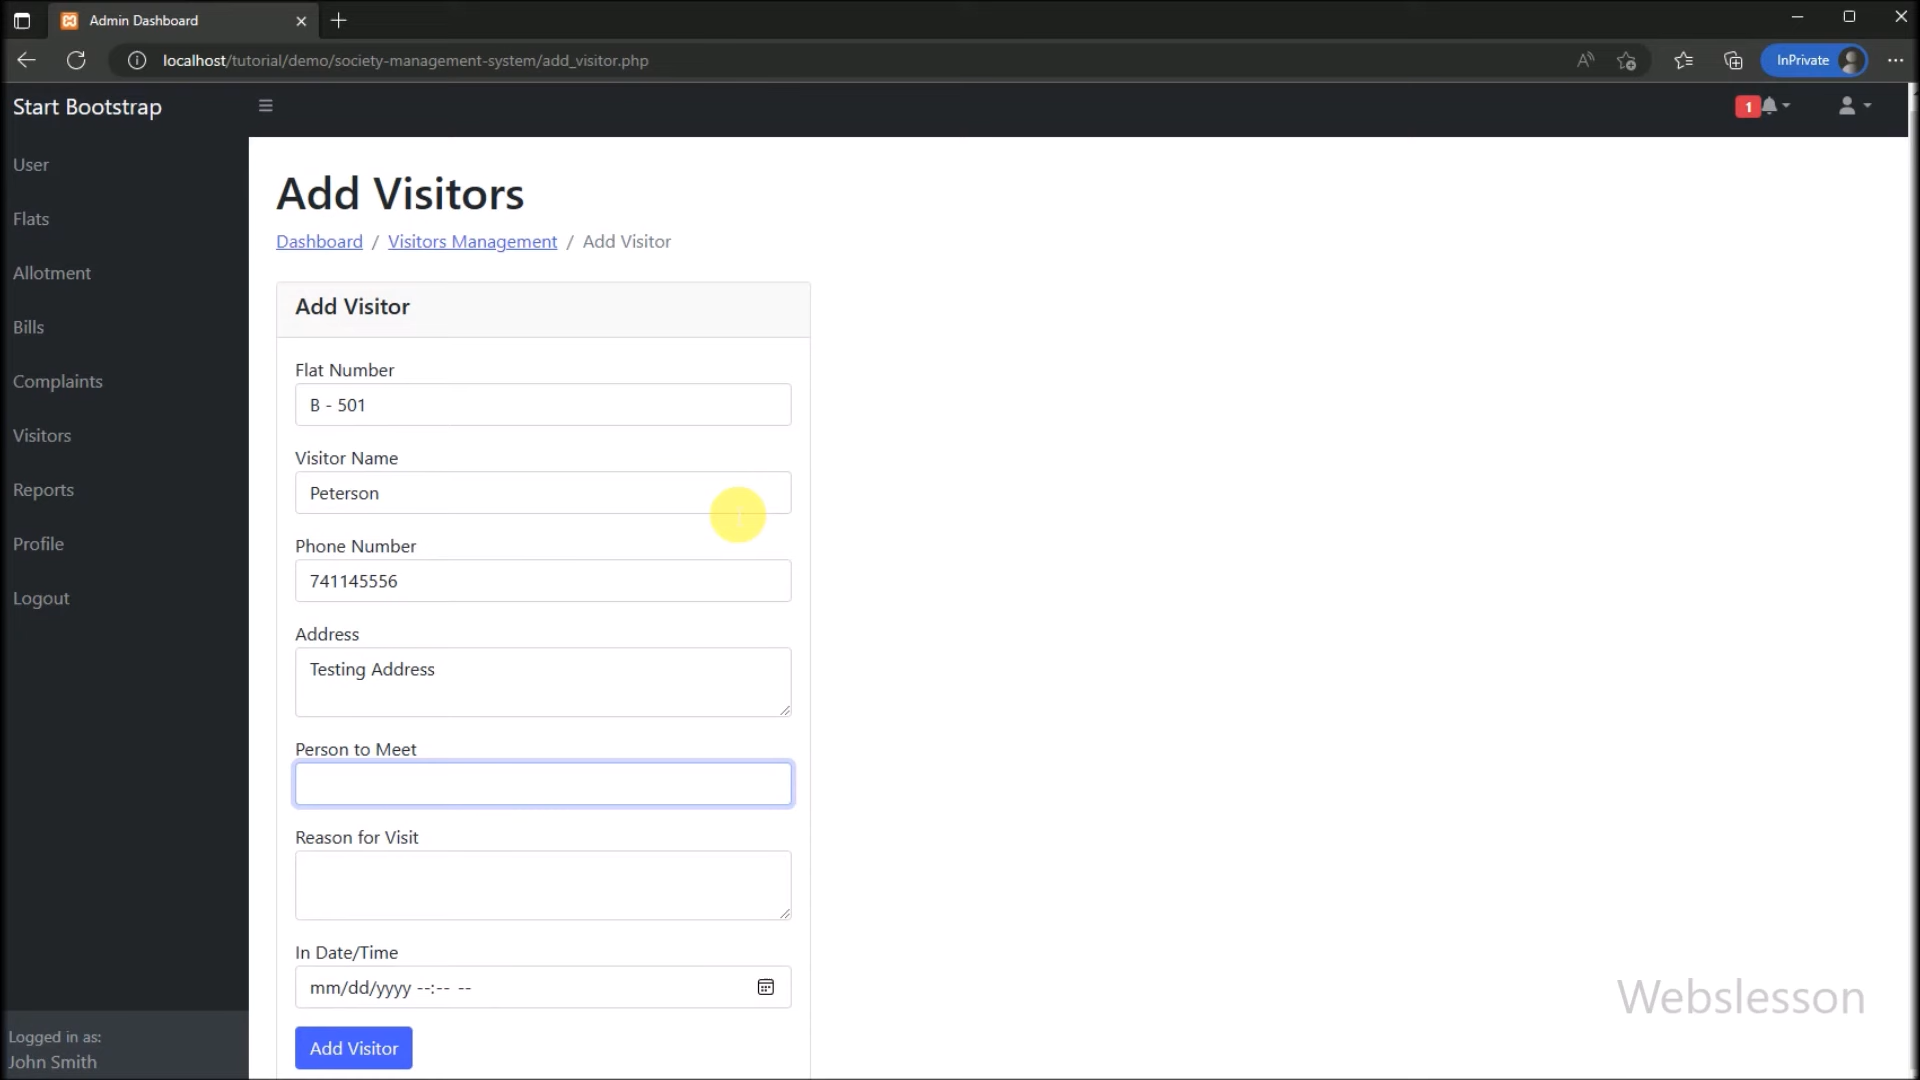 Admin Dashboard
localhost/tutorial/demo/society-management-system/add_visitor.php
InPrivate
Start Bootstrap
1
User
Flats
Allotment
Bills
Complaints
Visitors
Reports
Profile
Logout
Logged in as:
John Smith
Add Visitors
Dashboard / Visitors Management / Add Visitor
Add Visitor
Flat Number
B - 501
Visitor Name
Peterson
Phone Number
741145556
Address
Testing Address
Person to Meet
Reason for Visit
In Date/Time
mm/dd/yyyy --:-- --
Add Visitor
Webslesson